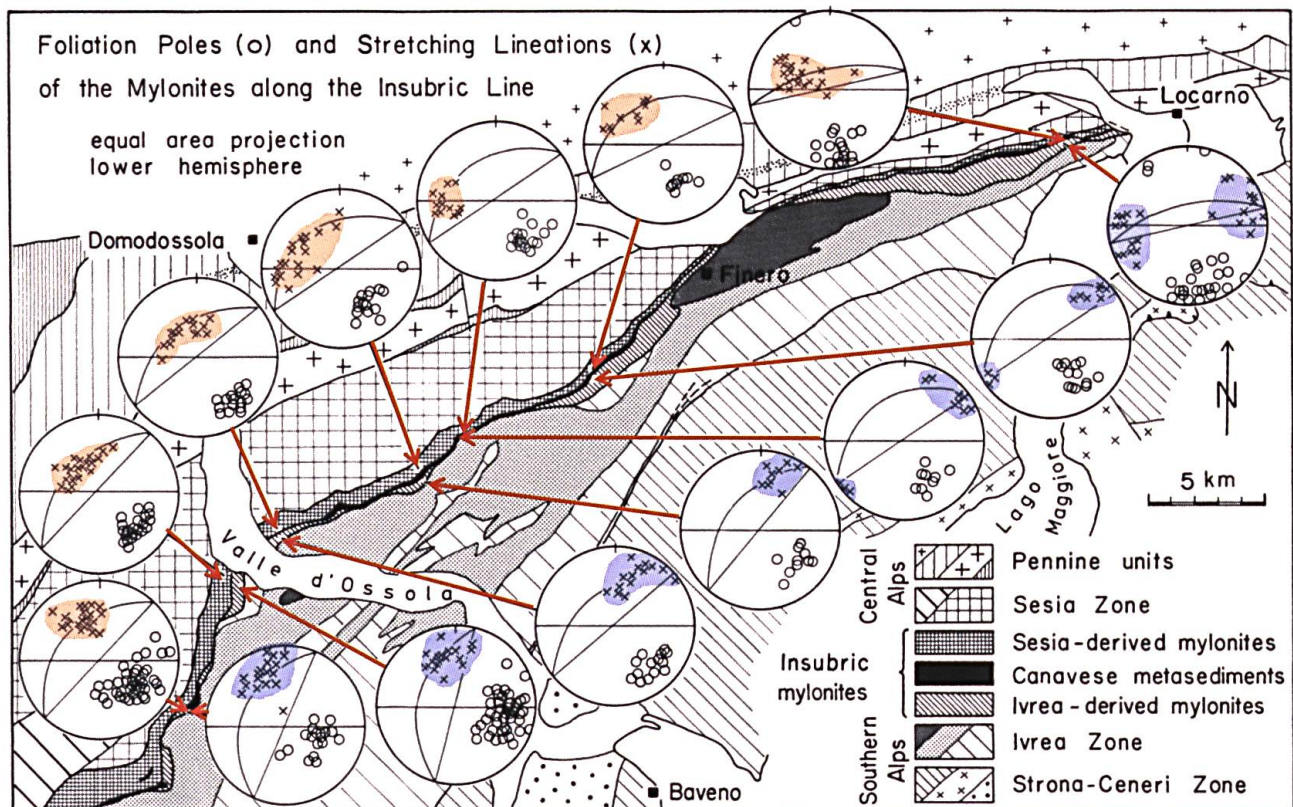 Foliation Poles (o) and Stretching Lineations (x)
of the Mylonites along the Insubric Line
equal area projection
lower hemisphere
Locarno
Domodossola
Finero
N
5 km
Lago
Maggiore
Valle d'Ossola
Baveno
Central
Alps
Pennine units
Sesia Zone
Insubric
mylonites
Sesia-derived mylonites
Canavese metasediments
Ivrea-derived mylonites
Southern
Alps
Ivrea Zone
Strona-Ceneri Zone